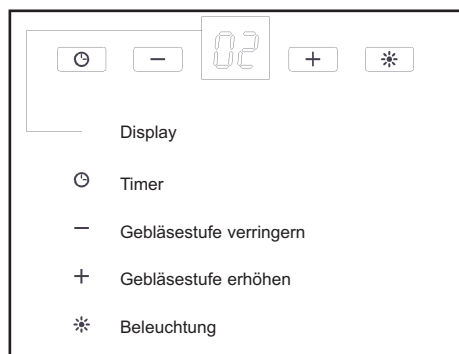 02
Display
Timer
− Gebläsestufe verringern
+ Gebläsestufe erhöhen
Beleuchtung